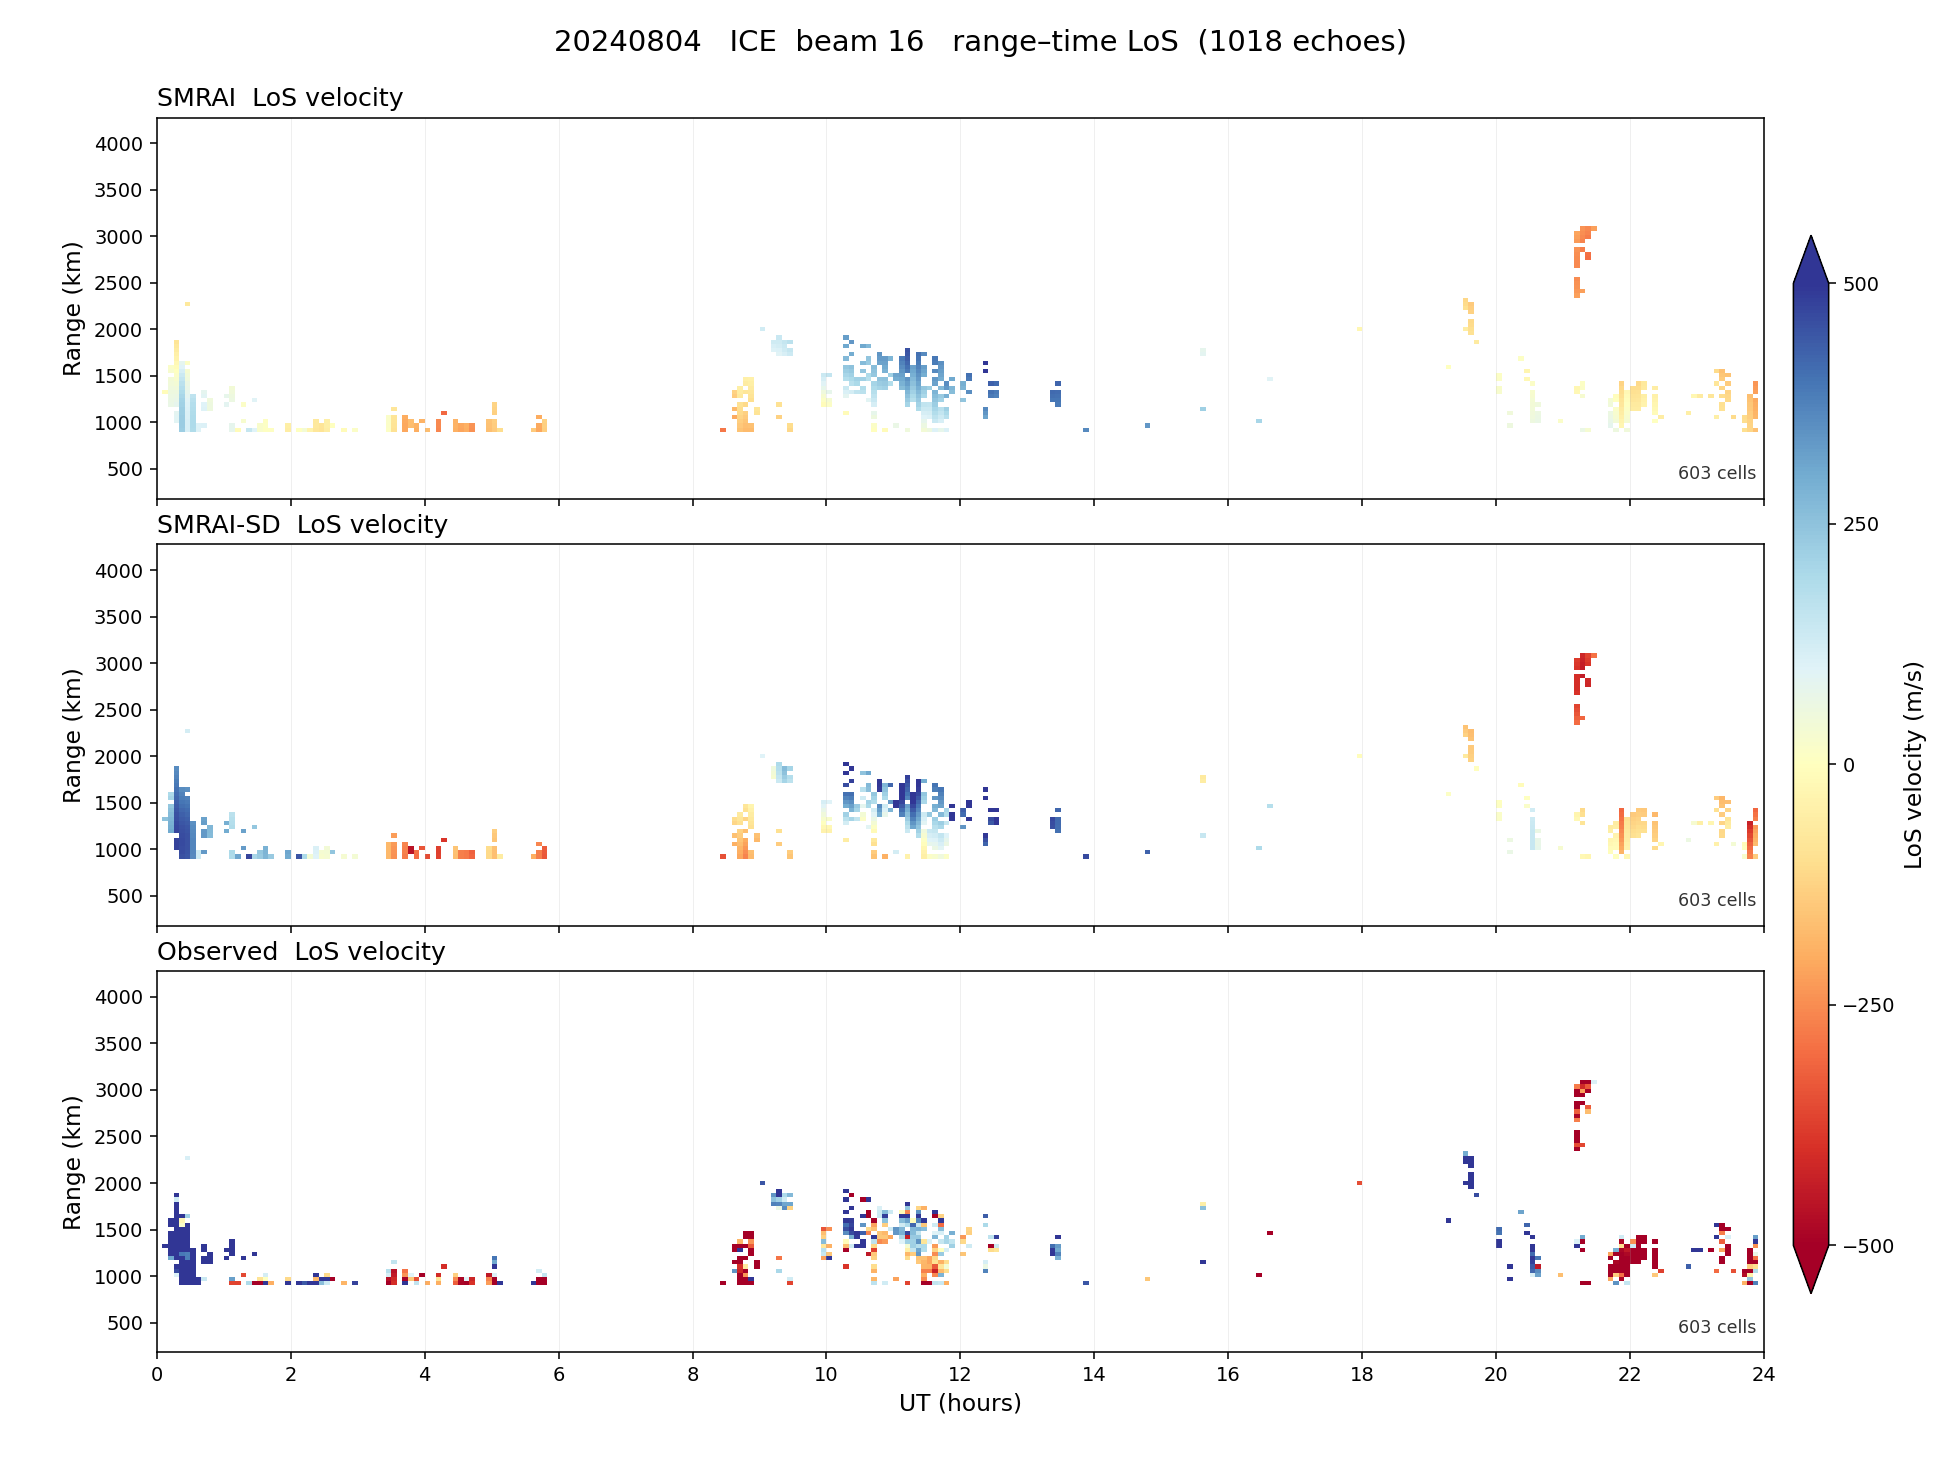 20240804   ICE  beam 16   range–time LoS  (1018 echoes)
SMRAI  LoS velocity
4000
3500
3000
2500
2000
1500
1000
500
Range (km)
603 cells
SMRAI-SD  LoS velocity
4000
3500
3000
2500
2000
1500
1000
500
Range (km)
603 cells
Observed  LoS velocity
4000
3500
3000
2500
2000
1500
1000
500
Range (km)
603 cells
0 2 4 6 8 10 12 14 16 18 20 22 24
UT (hours)
500
250
0
−250
−500
LoS velocity (m/s)